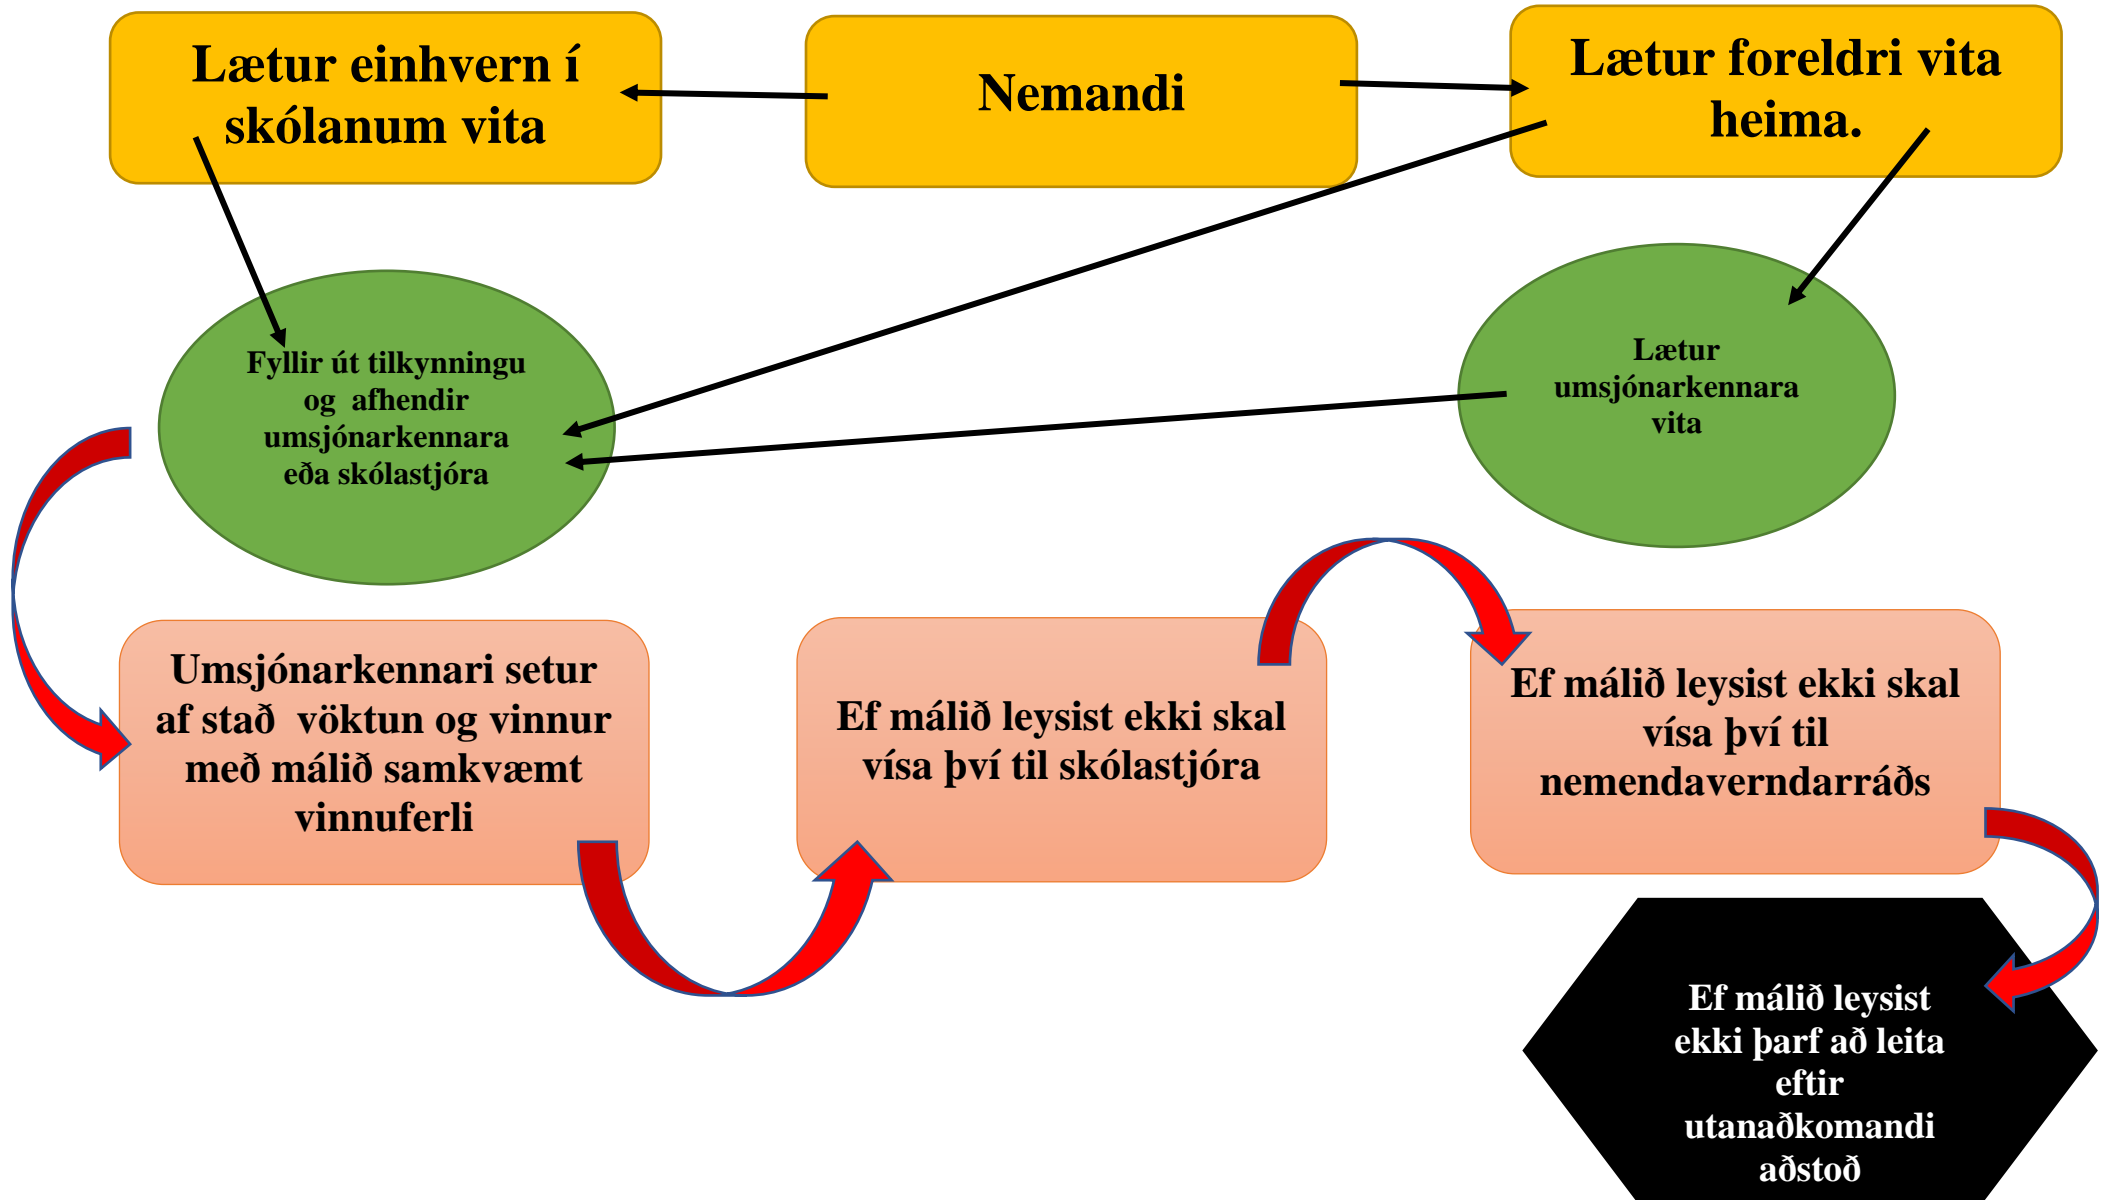 Lætur einhvern í
skólanum vita
Nemandi
Lætur foreldri vita
heima.
Fyllir út tilkynningu
og afhendir
umsjónarkennara
eða skólastjóra
Lætur
umsjónarkennara
vita
Umsjónarkennari setur
af stað vöktun og vinnur
með málið samkvæmt
vinnuferli
Ef málið leysist ekki skal
vísa því til skólastjóra
Ef málið leysist ekki skal
vísa því til
nemendaverndarráðs
Ef málið leysist
ekki þarf að leita
eftir
utanaðkomandi
aðstoð